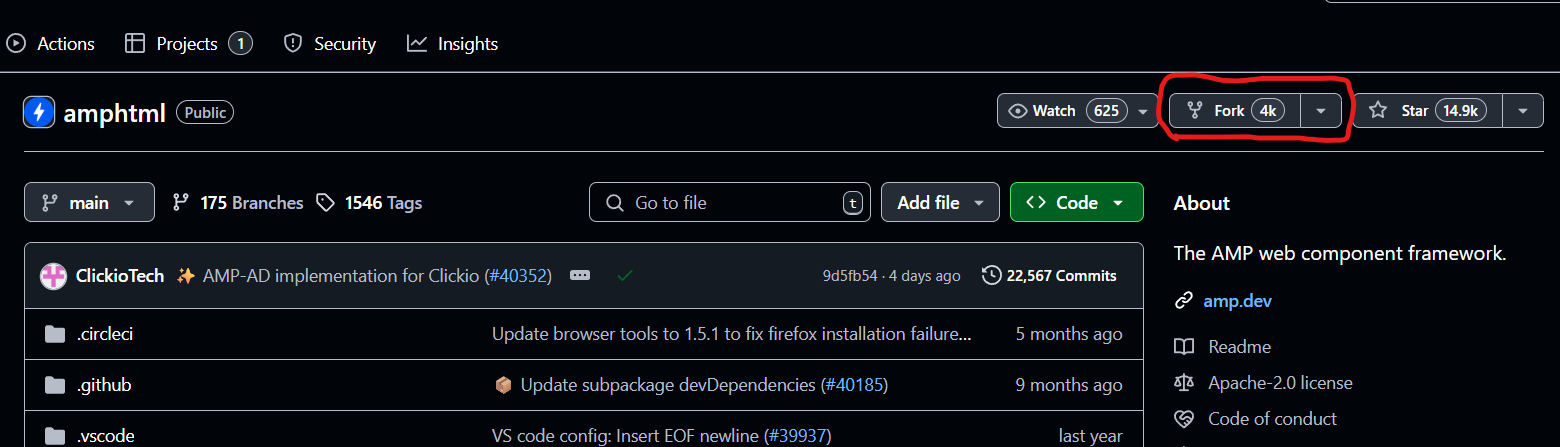 Actions Projects 1 Security Insights
amphtml Public Watch 625 Fork 4k Star 14.9k
main 175 Branches 1546 Tags Go to file t Add file Code
About
The AMP web component framework.
ClickioTech ✨ AMP-AD implementation for Clickio (#40352) 9d5fb54 · 4 days ago 22,567 Commits
amp.dev
.circleci Update browser tools to 1.5.1 to fix firefox installation failure... 5 months ago
Readme
.github 📦 Update subpackage devDependencies (#40185) 9 months ago
Apache-2.0 license
Code of conduct
.vscode VS code config: Insert EOF newline (#39937) last year